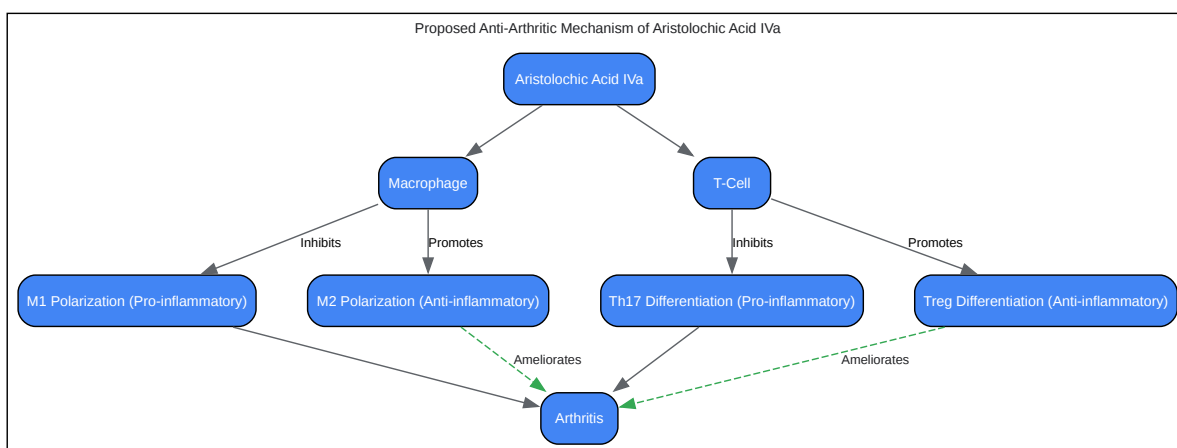 Proposed Anti-Arthritic Mechanism of Aristolochic Acid IVa
Aristolochic Acid IVa
Macrophage
T-Cell
Inhibits
Promotes
Inhibits
Promotes
M1 Polarization (Pro-inflammatory)
M2 Polarization (Anti-inflammatory)
Th17 Differentiation (Pro-inflammatory)
Treg Differentiation (Anti-inflammatory)
Ameliorates
Ameliorates
Arthritis